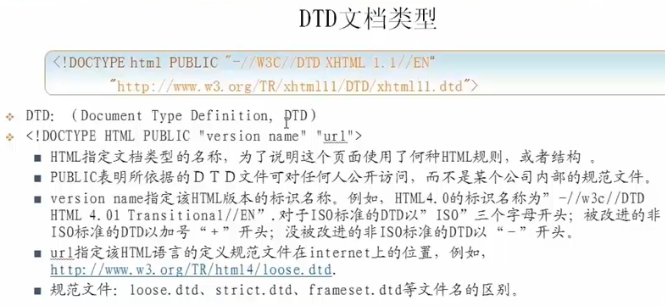 DTD文档类型
<!DOCTYPE html PUBLIC "-//W3C//DTD XHTML 1.1//EN"
"http://www.w3.org/TR/xhtml11/DTD/xhtml11.dtd">
DTD: (Document Type Definition, DTD)
<!DOCTYPE HTML PUBLIC "version name" "url">
HTML指定文档类型的名称，为了说明这个页面使用了何种HTML规则，或者结构 。
PUBLIC表明所依据的ＤＴＤ文件可对任何人公开访问，而不是某个公司内部的规范文件。
version name指定该HTML版本的标识名称。例如，HTML4.0的标识名称为”-//w3c//DTD
HTML 4.01 Transitional//EN”.对于ISO标准的DTD以”ISO”三个字母开头；被改进的非
ISO标准的DTD以加号“+”开头；没被改进的非ISO标准的DTD以“-”开头。
url指定该HTML语言的定义规范文件在internet上的位置，例如，
http://www.w3.org/TR/html4/loose.dtd.
规范文件：loose.dtd、strict.dtd、frameset.dtd等文件名的区别。